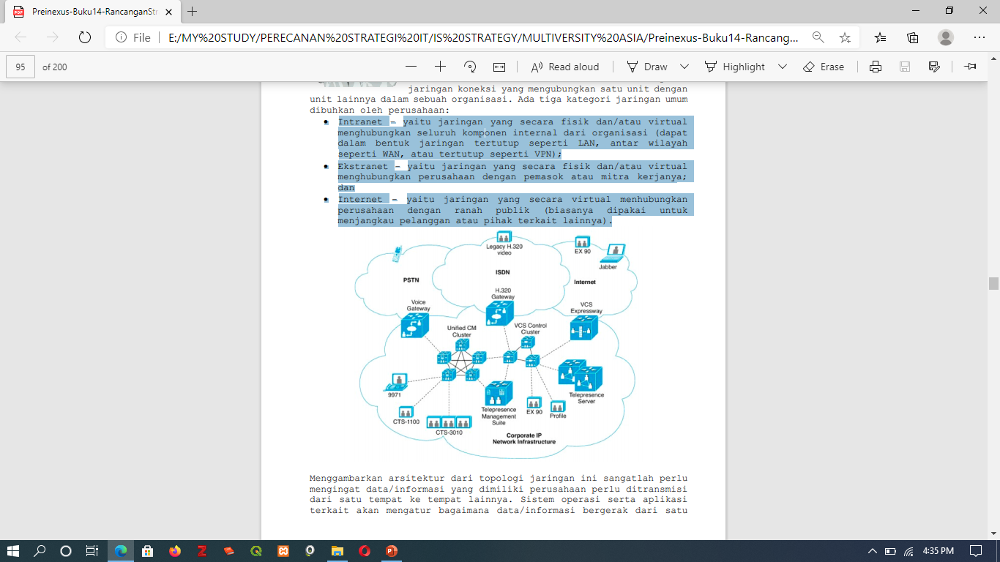 Preinexus-Buku14-RancanganStr
File
E:/MY%20STUDY/PERECANAN%20STRATEGI%20IT/IS%20STRATEGY/MULTIVERSITY%20ASIA/Preinexus-Buku14-Rancang...
95 of 200
Read aloud
Draw
Highlight
Erase
jaringan koneksi yang mengubungkan satu unit dengan
unit lainnya dalam sebuah organisasi. Ada tiga kategori jaringan umum
dibuhkan oleh perusahaan:
• Intranet – yaitu jaringan yang secara fisik dan/atau virtual
menghubungkan seluruh komponen internal dari organisasi (dapat
dalam bentuk jaringan tertutup seperti LAN, antar wilayah
seperti WAN, atau tertutup seperti VPN);
• Ekstranet – yaitu jaringan yang secara fisik dan/atau virtual
menghubungkan perusahaan dengan pemasok atau mitra kerjanya;
dan
• Internet – yaitu jaringan yang secara virtual menhubungkan
perusahaan dengan ranah publik (biasanya dipakai untuk
menjangkau pelanggan atau pihak terkait lainnya).
Legacy H.320
video
EX 90
Jabber
PSTN
ISDN
Internet
Voice
Gateway
H.320
Gateway
VCS
Expressway
Unified CM
Cluster
VCS Control
Cluster
9971
CTS-1100
CTS-3010
Telepresence
Management
Suite
EX 90
Profile
Telepresence
Server
Corporate IP
Network Infrastructure
Menggambarkan arsitektur dari topologi jaringan ini sangatlah perlu
mengingat data/informasi yang dimiliki perusahaan perlu ditransmisi
dari satu tempat ke tempat lainnya. Sistem operasi serta aplikasi
terkait akan mengatur bagaimana data/informasi bergerak dari satu
4:35 PM